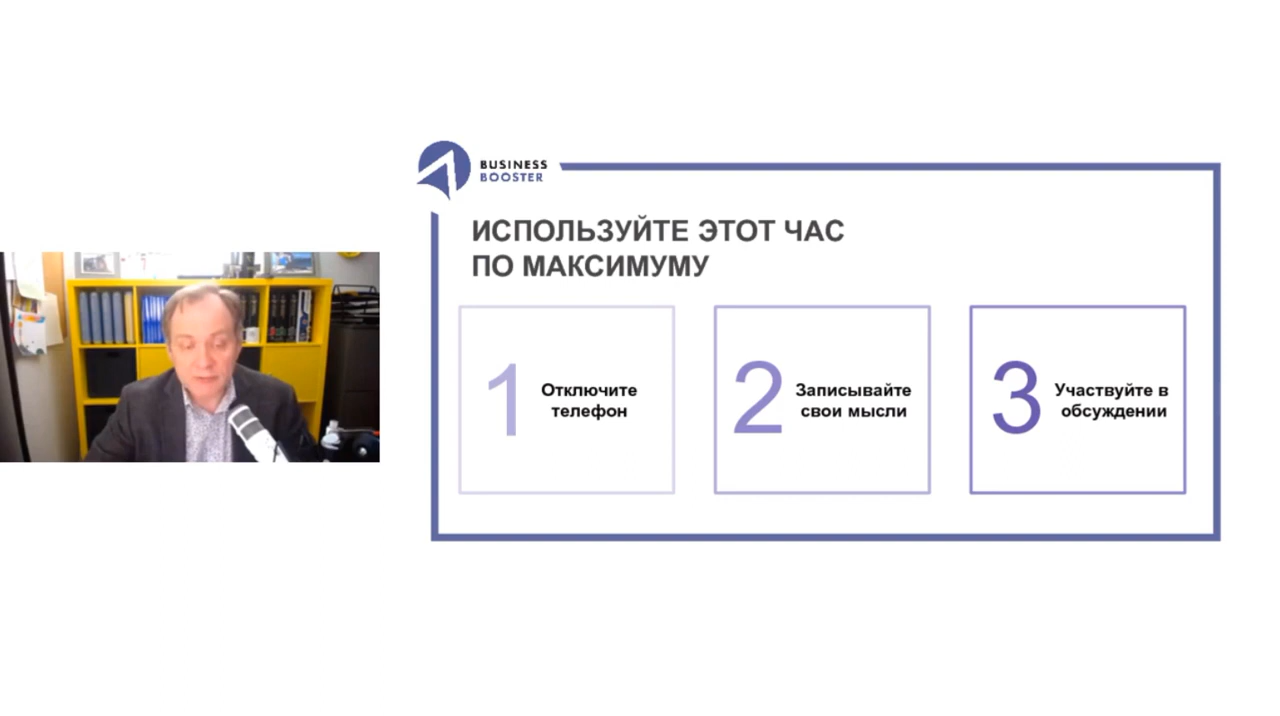 BUSINESS
BOOSTER
ИСПОЛЬЗУЙТЕ ЭТОТ ЧАС
ПО МАКСИМУМУ
1
Отключите
телефон
2
Записывайте
свои мысли
3
Участвуйте в
обсуждении